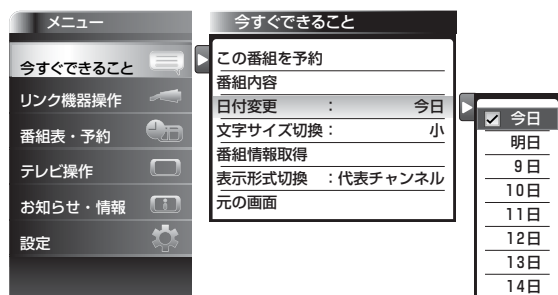 メニュー
今すぐできること
リンク機器操作
番組表・予約
テレビ操作
お知らせ・情報
設定
今すぐできること
この番組を予約
番組内容
日付変更 : 今日
文字サイズ切換 : 小
番組情報取得
表示形式切換 : 代表チャンネル
元の画面
今日
明日
9日
10日
11日
12日
13日
14日